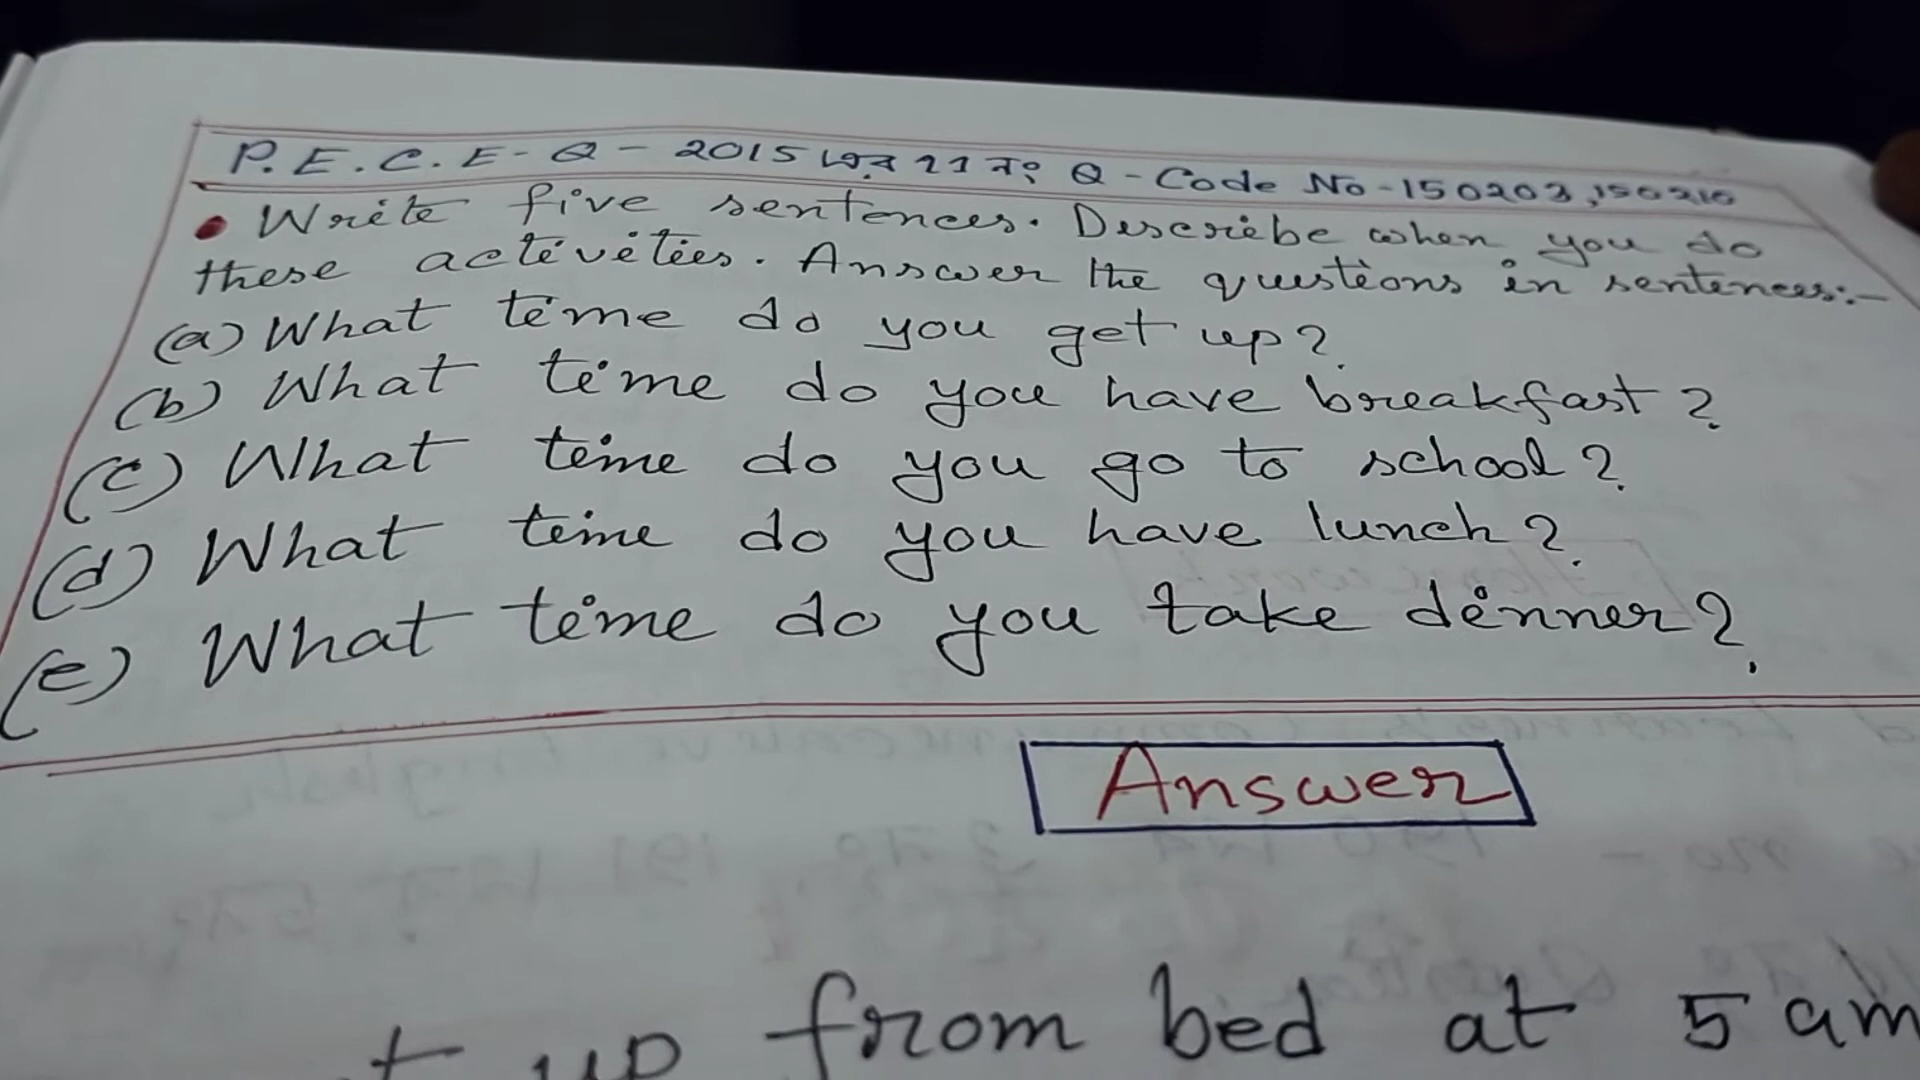 P.E.C.E-Q-2015 এর 11 নং Q-Code No-150203,150210
• Write five sentences. Describe when you do
these activities. Answer the questions in sentences:-
(a) What time do you get up?
(b) What time do you have breakfast?
(c) What time do you go to school?
(d) What time do you have lunch?
(e) What time do you take dinner?
Answer
up from bed at 5 am